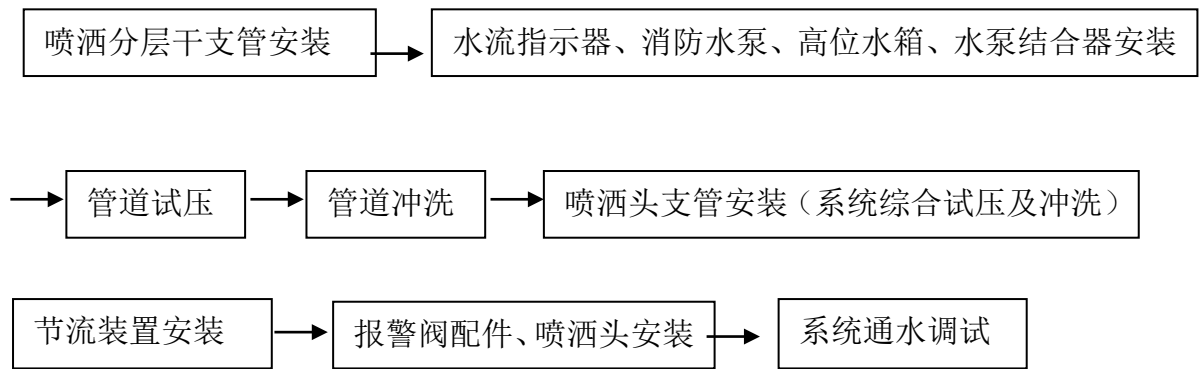 喷洒分层干支管安装 水流指示器、消防水泵、高位水箱、水泵结合器安装
管道试压 管道冲洗 喷洒头支管安装（系统综合试压及冲洗）
节流装置安装 报警阀配件、喷洒头安装 系统通水调试